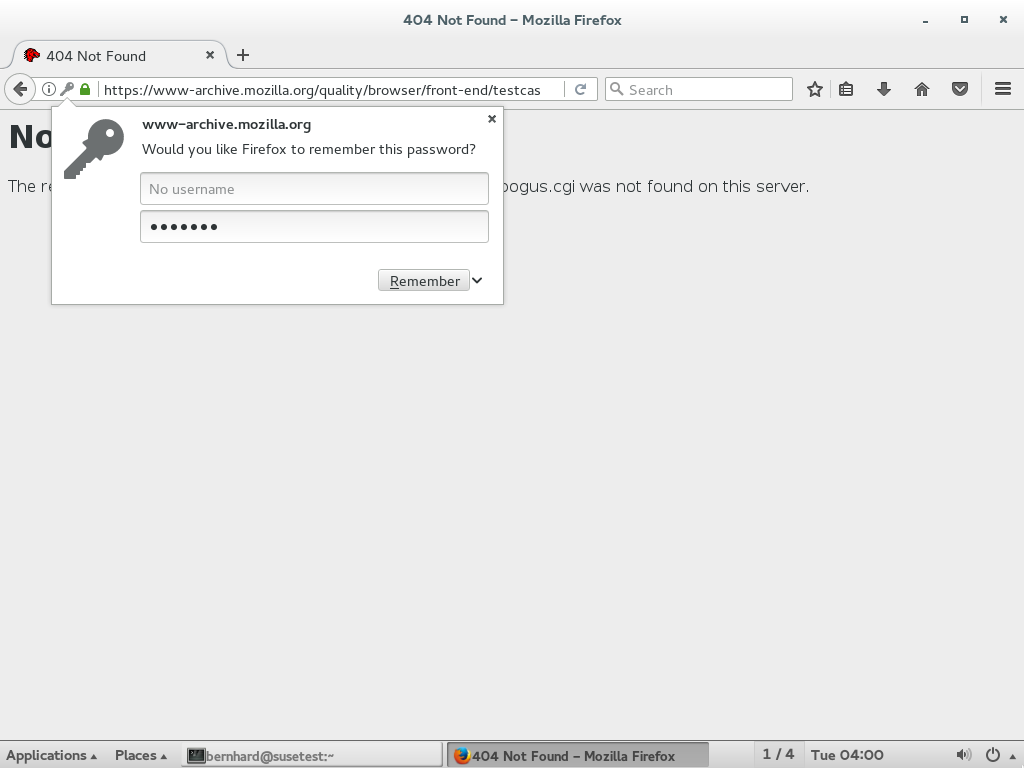 404 Not Found – Mozilla Firefox
404 Not Found
https://www-archive.mozilla.org/quality/browser/front-end/testcas
Search
www-archive.mozilla.org
Would you like Firefox to remember this password?
No username
•••••••
Remember
No
The re
bogus.cgi was not found on this server.
Applications
Places
bernhard@susetest:~
404 Not Found – Mozilla Firefox
1 / 4
Tue 04:00